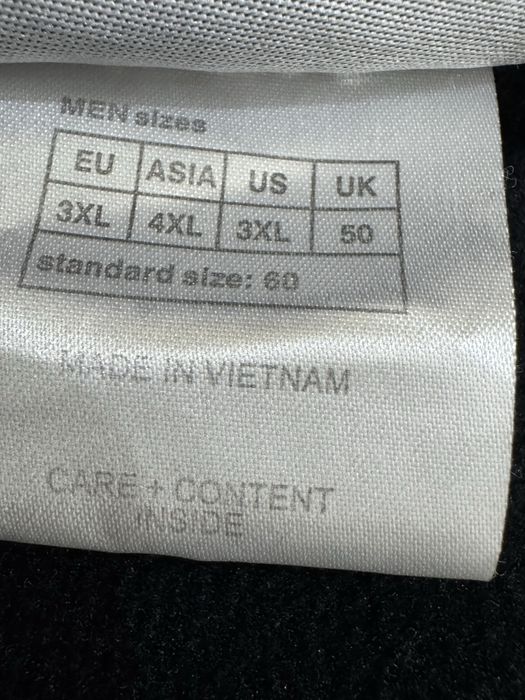 MEN sizes
EU ASIA US UK
3XL 4XL 3XL 50
standard size: 60
MADE IN VIETNAM
CARE + CONTENT
INSIDE